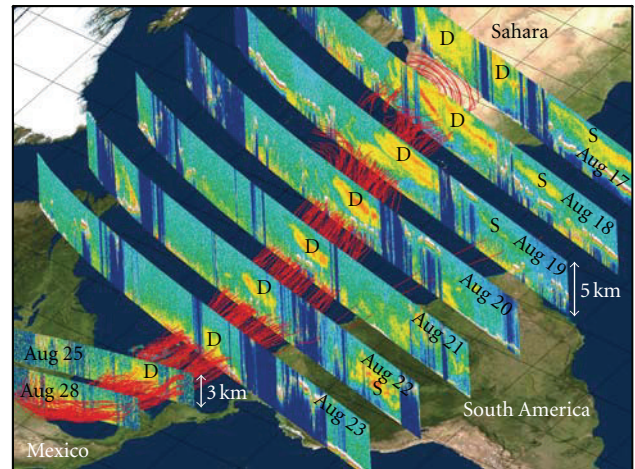 D
Sahara
D
S
Aug 17
D
S
Aug 18
D
S
Aug 19
5 km
D
Aug 20
D
Aug 21
D
Aug 22
S
D
Aug 23
Aug 25
D
Aug 28
3 km
South America
Mexico